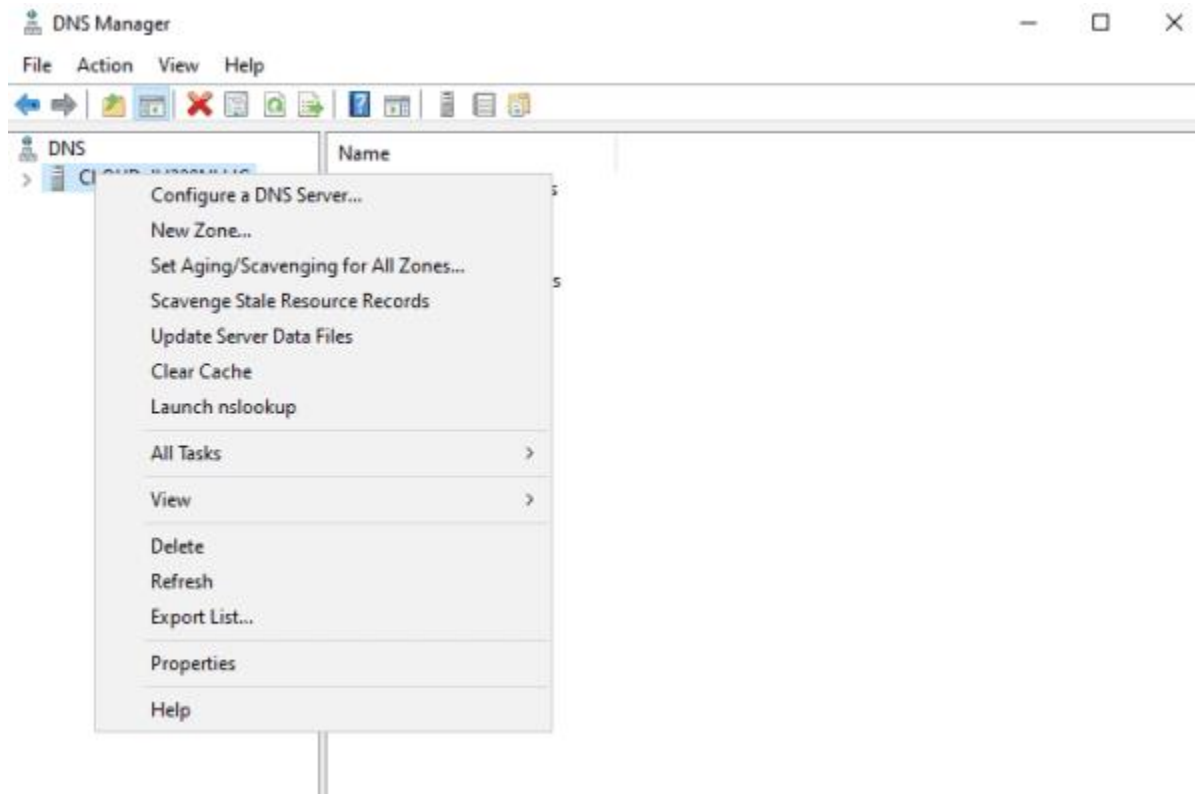 DNS Manager
File Action View Help
DNS
Name
Configure a DNS Server...
New Zone...
Set Aging/Scavenging for All Zones...
Scavenge Stale Resource Records
Update Server Data Files
Clear Cache
Launch nslookup
All Tasks
View
Delete
Refresh
Export List...
Properties
Help